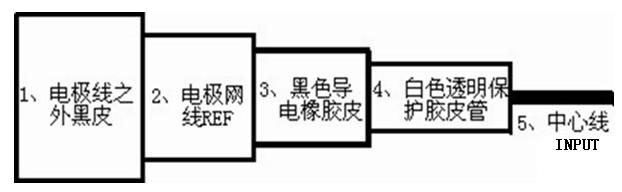 1、电极线之
外黑皮
2、电极网
线REF
3、黑色导
电橡胶皮
4、白色透明保
护胶皮管
5、中心线
INPUT